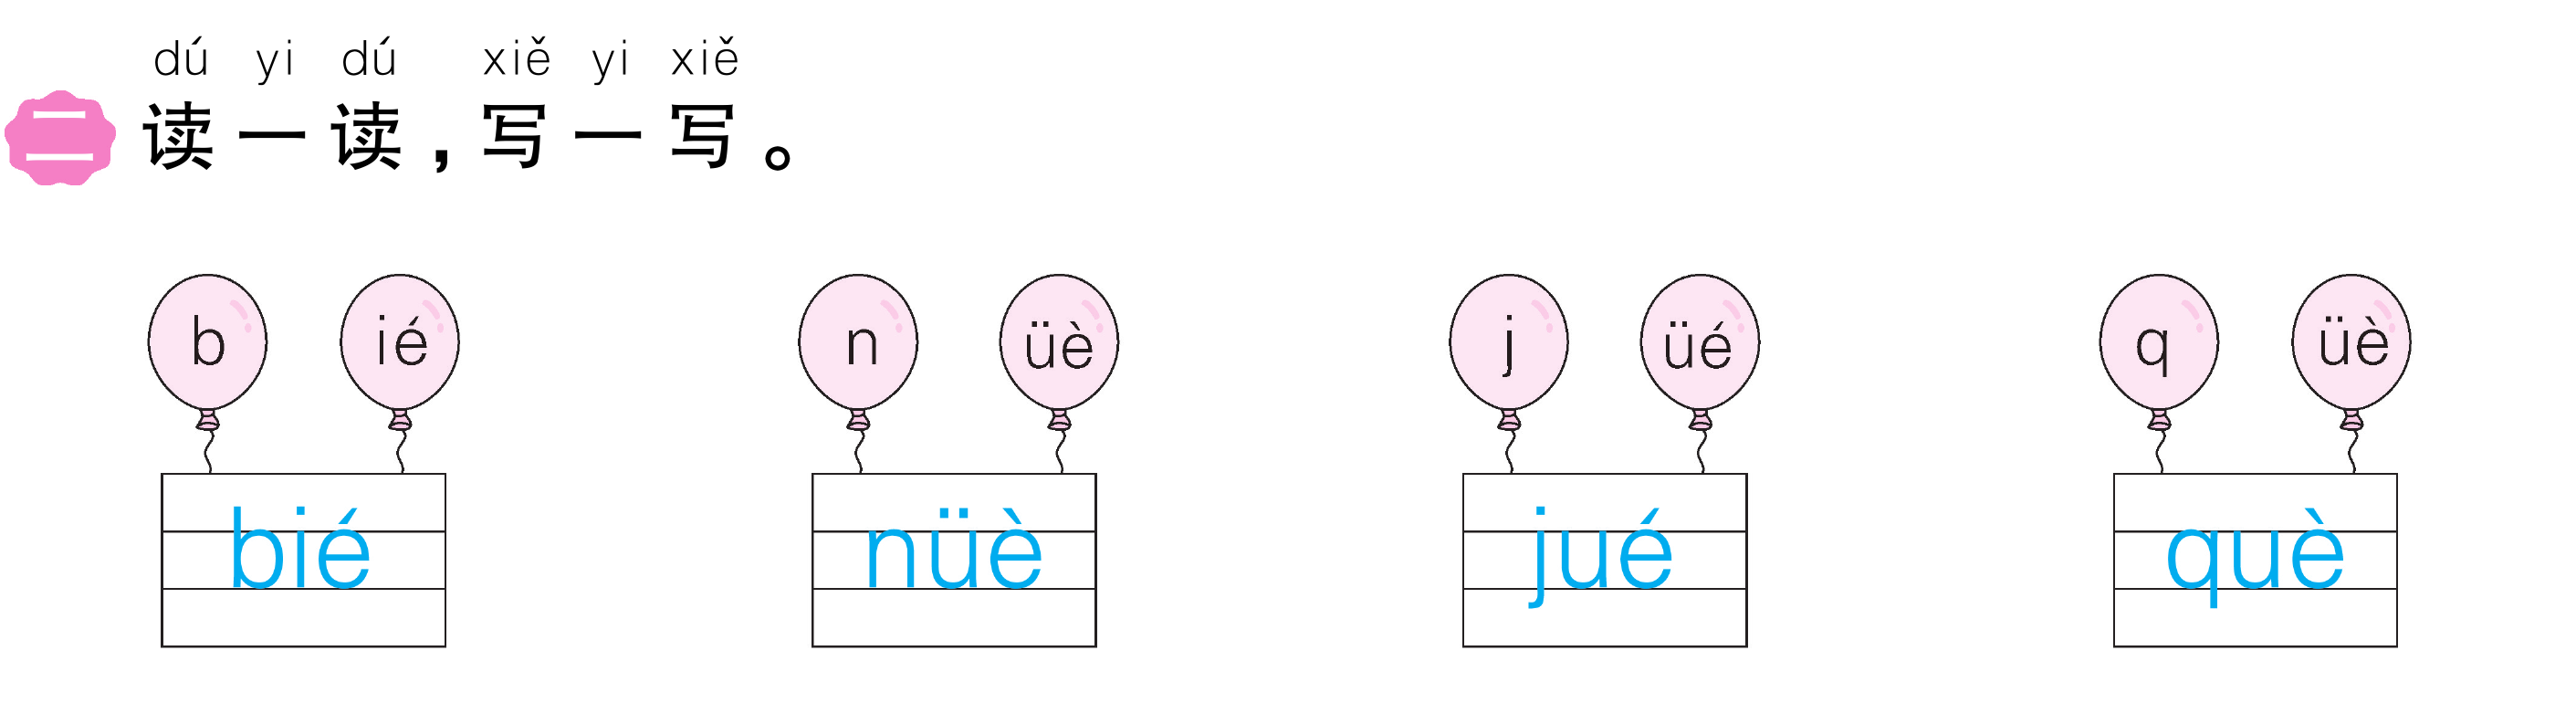 dú yi dú xiě yi xiě
二 读一读，写一写。
b ié n üè j üé q üè
bié nüè jué què